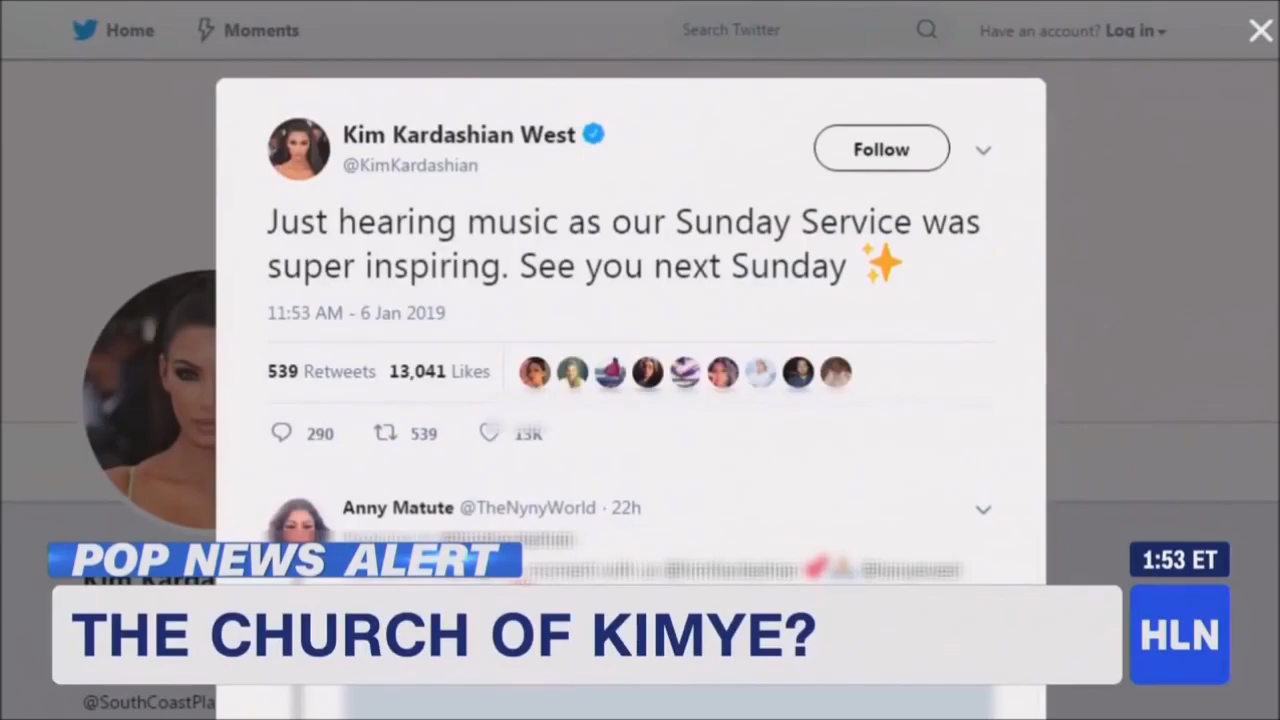 Home Moments Search Twitter Have an account? Log in
Kim Kardashian West
@KimKardashian
Follow
Just hearing music as our Sunday Service was
super inspiring. See you next Sunday ✨
11:53 AM - 6 Jan 2019
539 Retweets 13,041 Likes
290 539 13K
Anny Matute @TheNynyWorld · 22h
POP NEWS ALERT
1:53 ET
Kim Karda
THE CHURCH OF KIMYE?
HLN
@SouthCoastPla